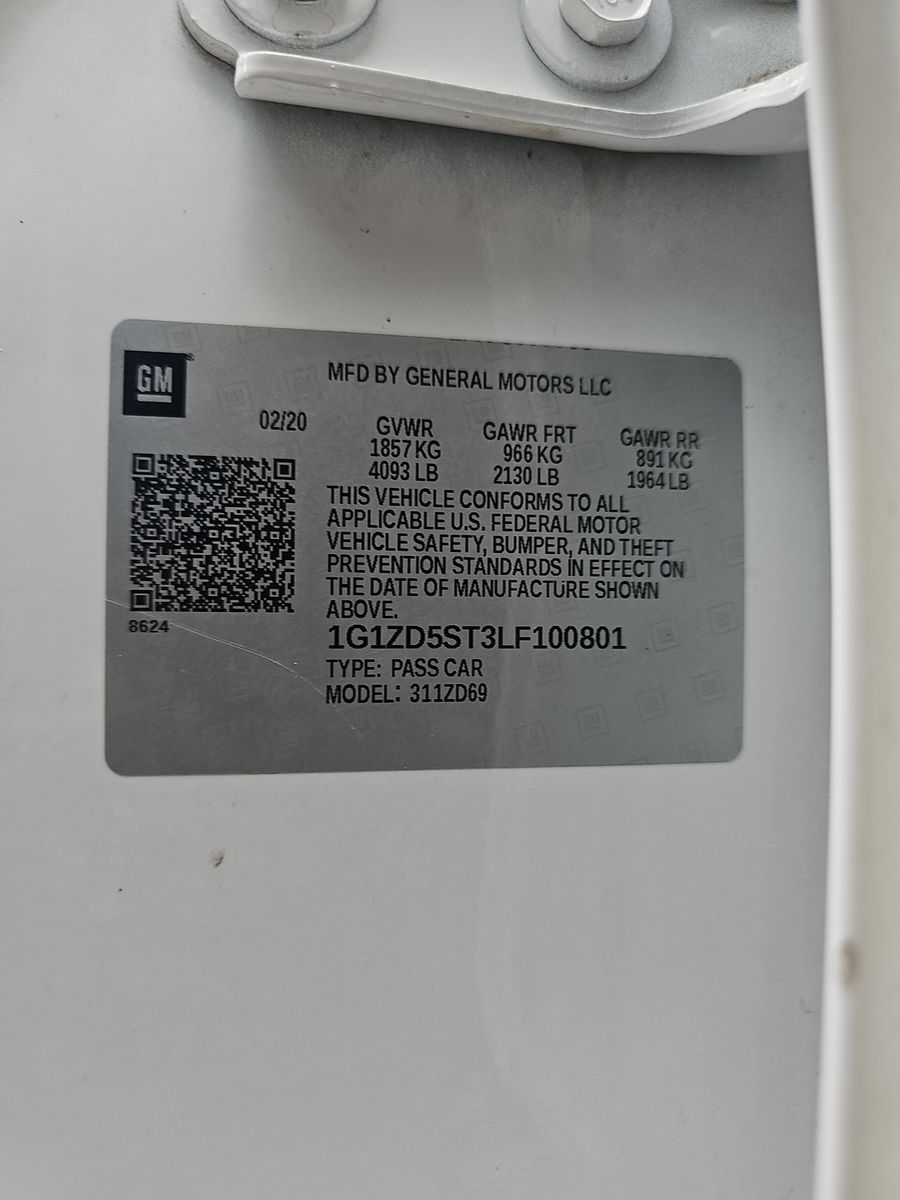 GM
MFD BY GENERAL MOTORS LLC
02/20
GVWR GAWR FRT GAWR RR
1857 KG 966 KG 891 KG
4093 LB 2130 LB 1964 LB
THIS VEHICLE CONFORMS TO ALL
APPLICABLE U.S. FEDERAL MOTOR
VEHICLE SAFETY, BUMPER, AND THEFT
PREVENTION STANDARDS IN EFFECT ON
THE DATE OF MANUFACTURE SHOWN
ABOVE.
8624
1G1ZD5ST3LF100801
TYPE: PASS CAR
MODEL: 311ZD69